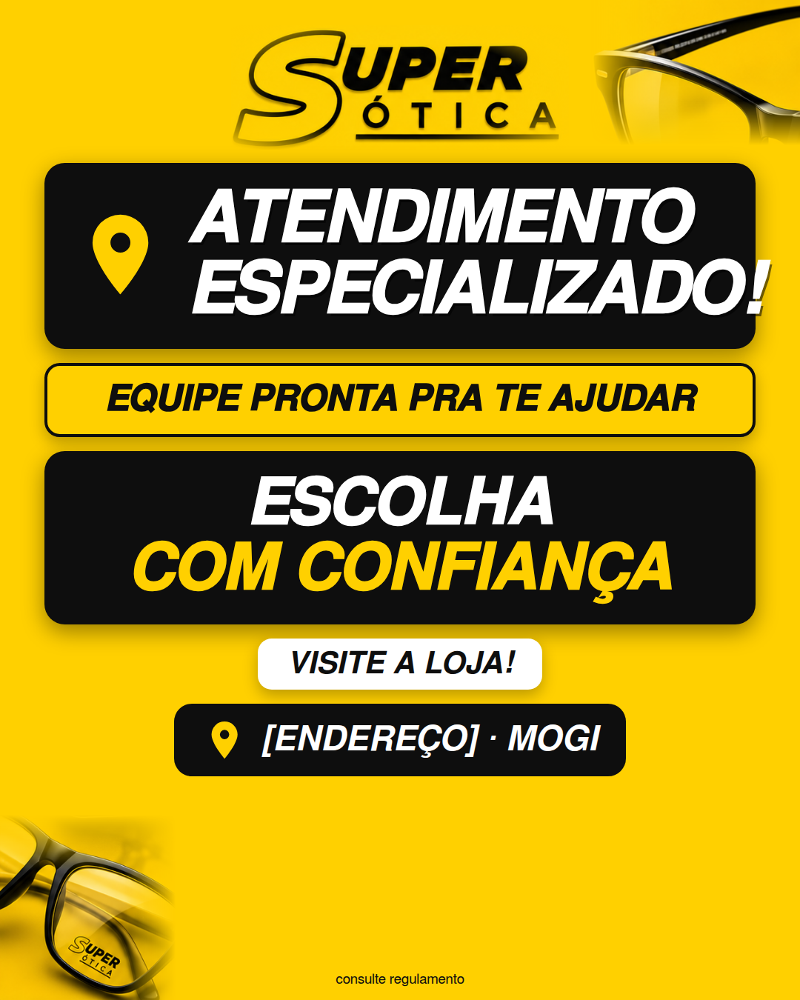 SUPER
ÓTICA
ATENDIMENTO
ESPECIALIZADO!
EQUIPE PRONTA PRA TE AJUDAR
ESCOLHA
COM CONFIANÇA
VISITE A LOJA!
[ENDEREÇO] · MOGI
SUPER
ÓTICA
consulte regulamento